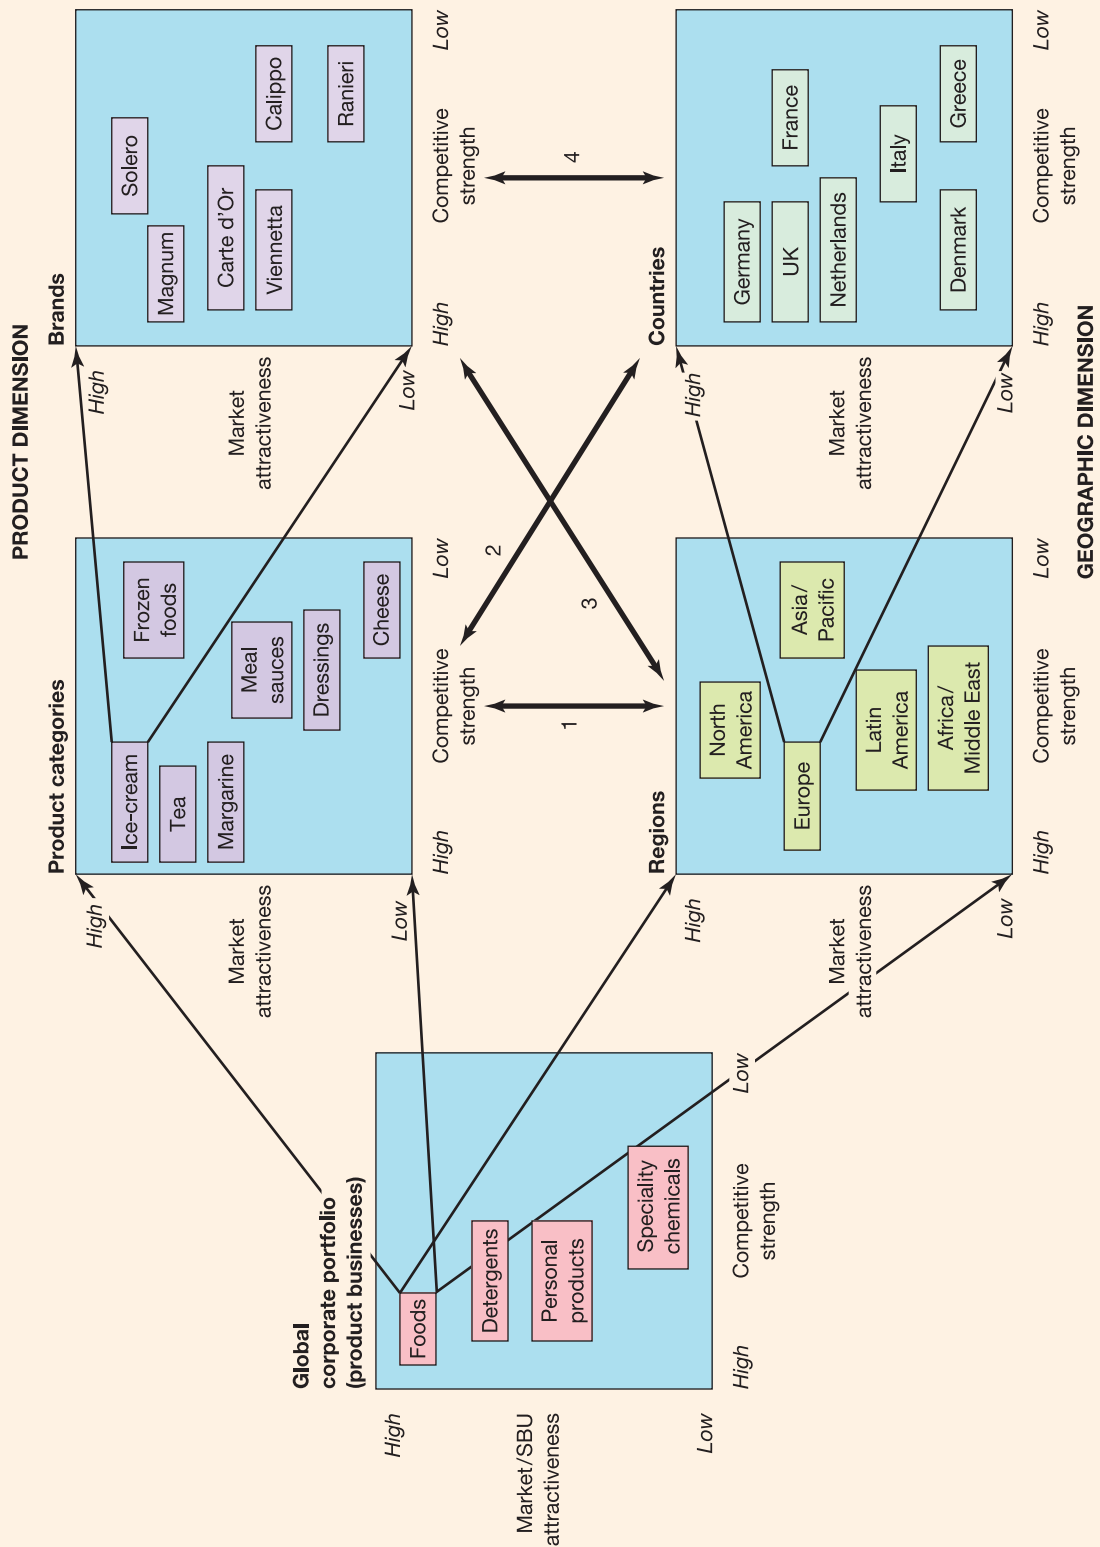 PRODUCT DIMENSION
Product categories
High
Market
attractiveness
Low
Ice-cream
Tea
Margarine
Frozen
foods
Meal
sauces
Dressings
Cheese
High
Competitive
strength
Low
Brands
High
Market
attractiveness
Low
Solero
Magnum
Carte d'Or
Viennetta
Calippo
Ranieri
High
Competitive
strength
Low
Global
corporate portfolio
(product businesses)
High
Market/SBU
attractiveness
Low
Foods
Detergents
Personal
products
Speciality
chemicals
High
Competitive
strength
Low
1
2
3
4
Regions
High
Market
attractiveness
Low
North
America
Europe
Asia/
Pacific
Latin
America
Africa/
Middle East
High
Competitive
strength
Low
Countries
High
Market
attractiveness
Low
Germany
UK
Netherlands
France
Italy
Denmark
Greece
High
Competitive
strength
Low
GEOGRAPHIC DIMENSION